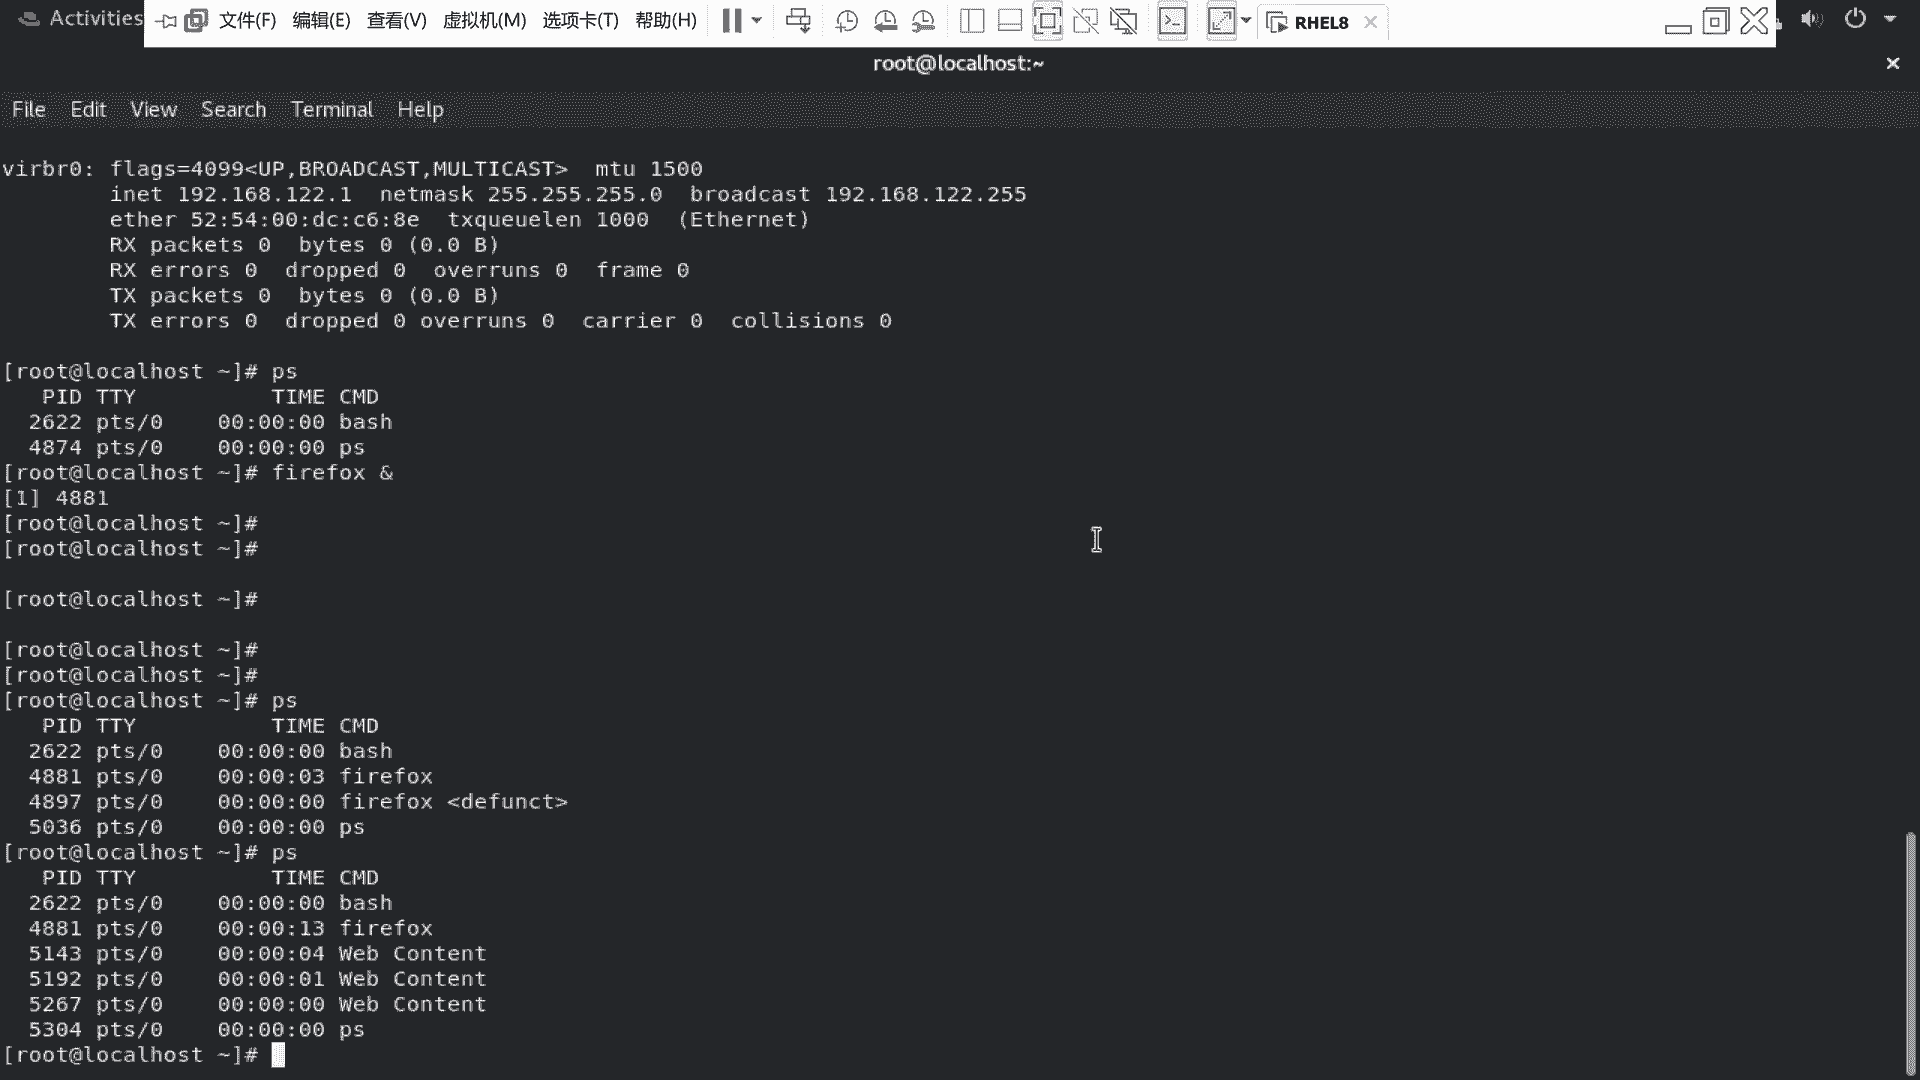 Activities
文件(F) 编辑(E) 查看(V) 虚拟机(M) 选项卡(T) 帮助(H) RHEL8
root@localhost:~
File Edit View Search Terminal Help
virbr0: flags=4099<UP,BROADCAST,MULTICAST>  mtu 1500
        inet 192.168.122.1  netmask 255.255.255.0  broadcast 192.168.122.255
        ether 52:54:00:dc:c6:8e  txqueuelen 1000  (Ethernet)
        RX packets 0  bytes 0 (0.0 B)
        RX errors 0  dropped 0  overruns 0  frame 0
        TX packets 0  bytes 0 (0.0 B)
        TX errors 0  dropped 0 overruns 0  carrier 0  collisions 0
[root@localhost ~]# ps
   PID TTY          TIME CMD
  2622 pts/0    00:00:00 bash
  4874 pts/0    00:00:00 ps
[root@localhost ~]# firefox &
[1] 4881
[root@localhost ~]#
[root@localhost ~]#
[root@localhost ~]#
[root@localhost ~]#
[root@localhost ~]#
[root@localhost ~]# ps
   PID TTY          TIME CMD
  2622 pts/0    00:00:00 bash
  4881 pts/0    00:00:03 firefox
  4897 pts/0    00:00:00 firefox <defunct>
  5036 pts/0    00:00:00 ps
[root@localhost ~]# ps
   PID TTY          TIME CMD
  2622 pts/0    00:00:00 bash
  4881 pts/0    00:00:13 firefox
  5143 pts/0    00:00:04 Web Content
  5192 pts/0    00:00:01 Web Content
  5267 pts/0    00:00:00 Web Content
  5304 pts/0    00:00:00 ps
[root@localhost ~]#